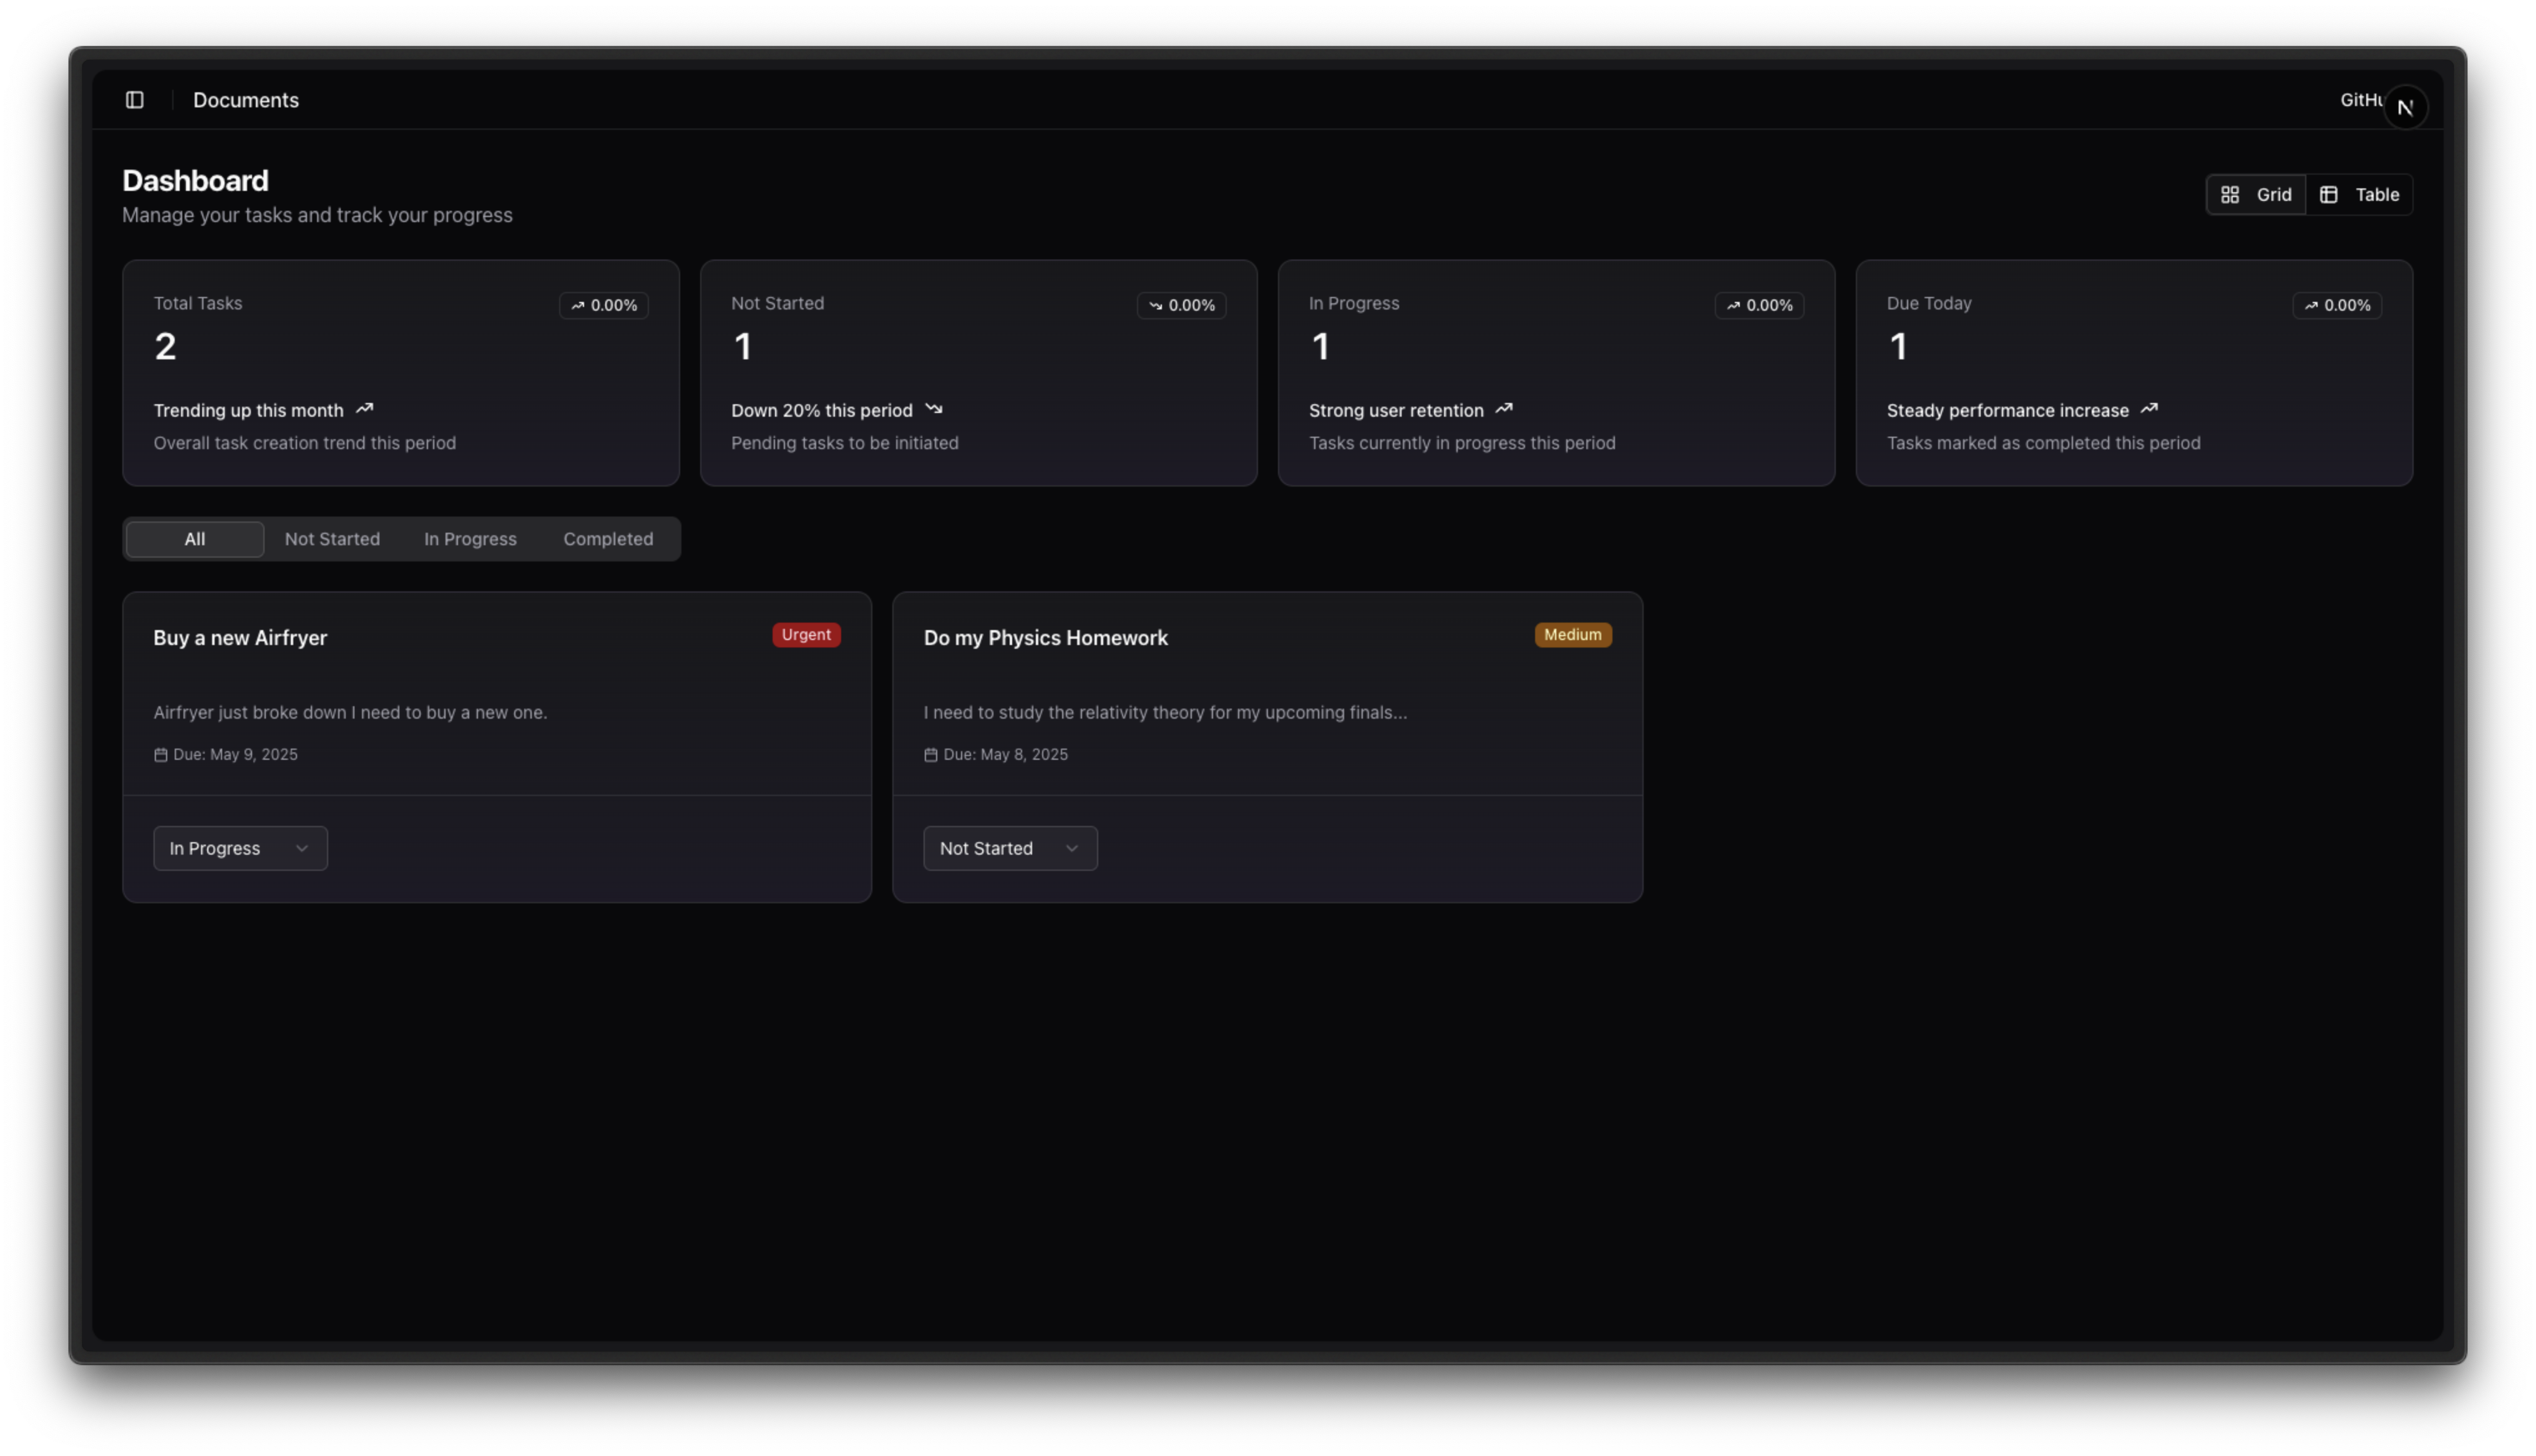 Documents
GitHu
N
Dashboard
Manage your tasks and track your progress
Grid
Table
Total Tasks
0.00%
2
Trending up this month
Overall task creation trend this period
Not Started
0.00%
1
Down 20% this period
Pending tasks to be initiated
In Progress
0.00%
1
Strong user retention
Tasks currently in progress this period
Due Today
0.00%
1
Steady performance increase
Tasks marked as completed this period
All
Not Started
In Progress
Completed
Buy a new Airfryer
Urgent
Airfryer just broke down I need to buy a new one.
Due: May 9, 2025
In Progress
Do my Physics Homework
Medium
I need to study the relativity theory for my upcoming finals...
Due: May 8, 2025
Not Started